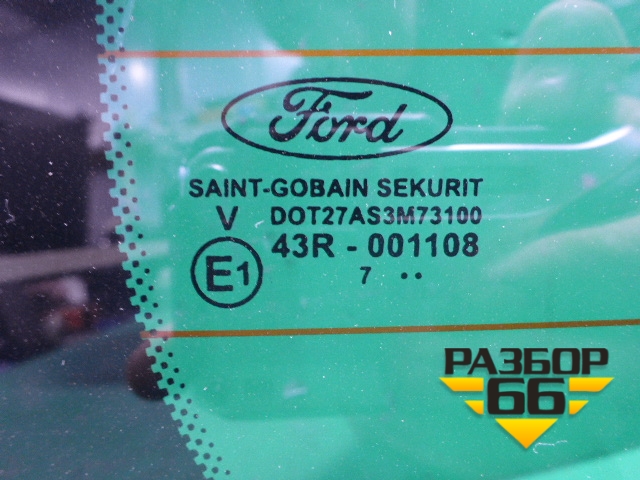 Ford
SAINT-GOBAIN SEKURIT
V DOT27AS3M73100
E1 43R - 001108
7 ..
РАЗБОР
66